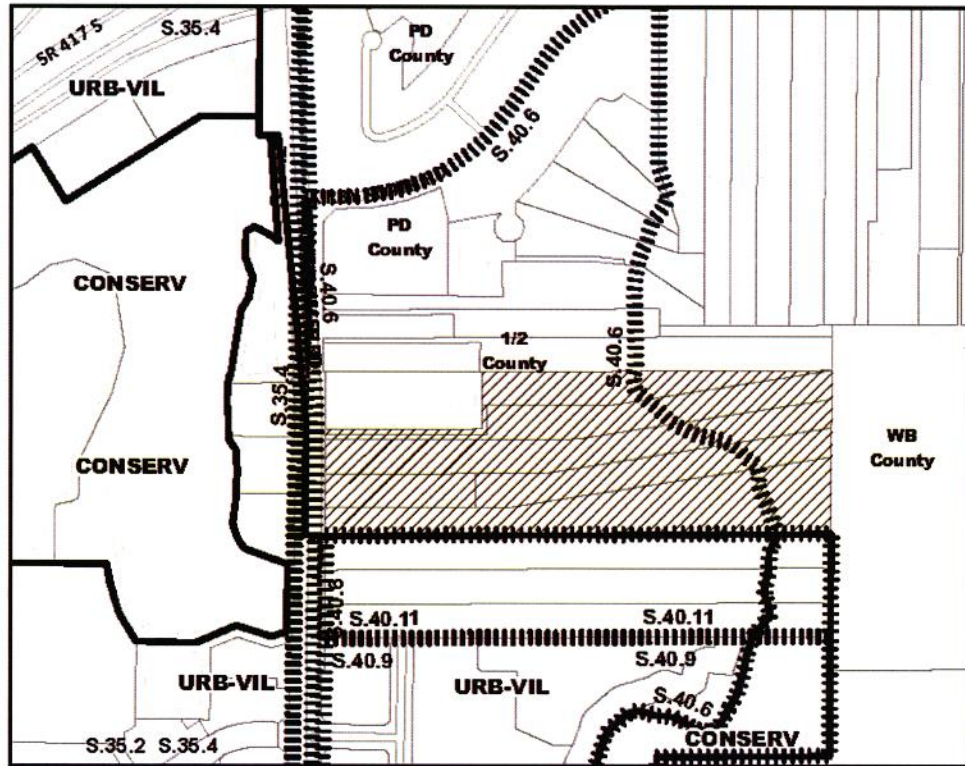 SR 417 S
S.35.4
URB-VIL
PD
County
S.40.6
PD
County
CONSERV
S.40.6
1/2
County
S.40.6
S.35.4
CONSERV
WB
County
S.40.11
S.40.11
S.40.9
S.40.9
URB-VIL
URB-VIL
S.40.6
S.35.2 S.35.4
CONSERV